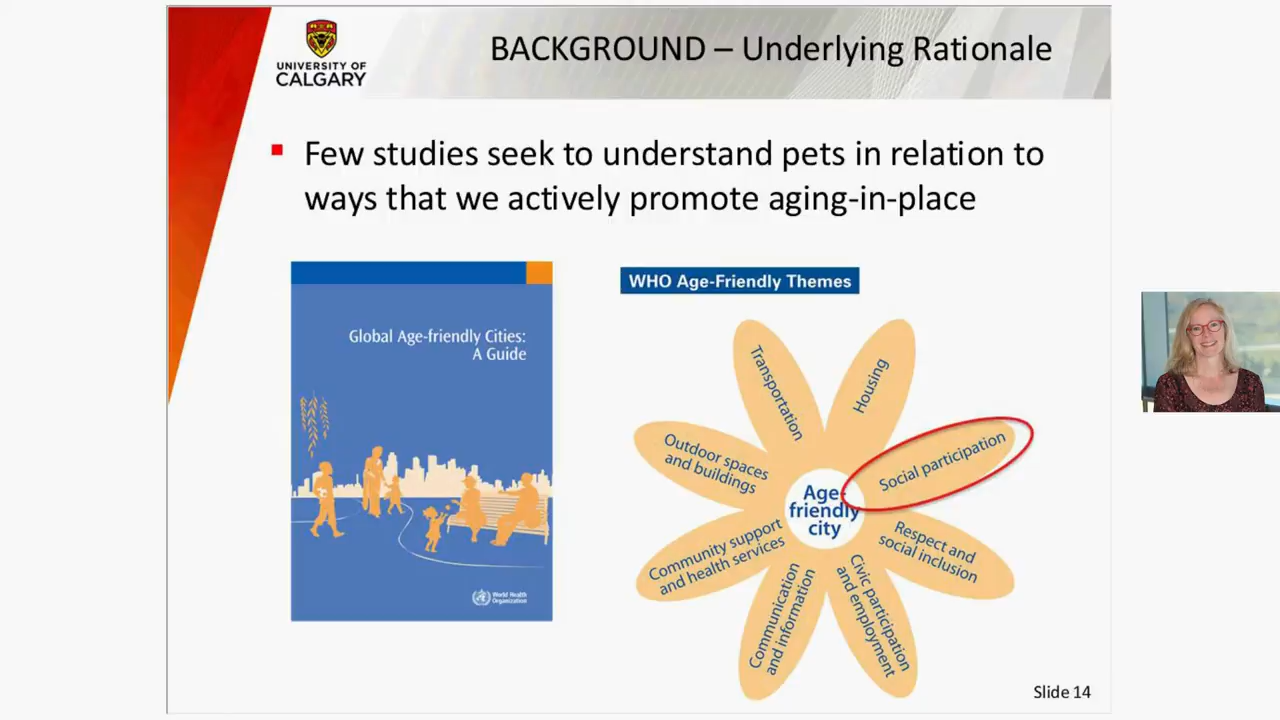 UNIVERSITY OF
CALGARY
BACKGROUND – Underlying Rationale
Few studies seek to understand pets in relation to
ways that we actively promote aging-in-place
Global Age-friendly Cities:
A Guide
World Health
Organization
WHO Age-Friendly Themes
Transportation
Housing
Social participation
Respect and
social inclusion
Civic participation
and employment
Communication
and information
Community support
and health services
Outdoor spaces
and buildings
Age-
friendly
city
Slide 14